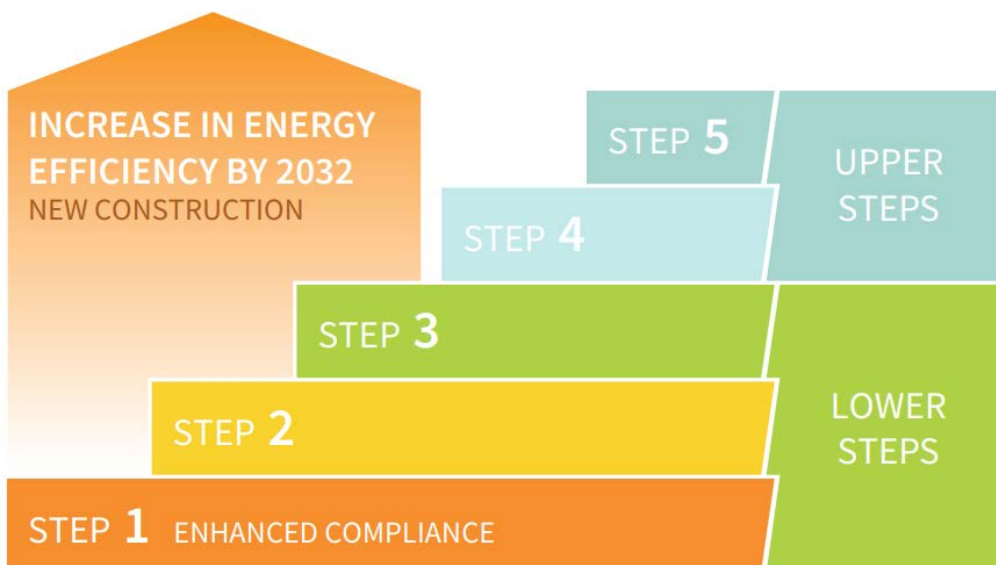 INCREASE IN ENERGY
EFFICIENCY BY 2032
NEW CONSTRUCTION
STEP 5
UPPER
STEPS
STEP 4
STEP 3
STEP 2
LOWER
STEPS
STEP 1 ENHANCED COMPLIANCE